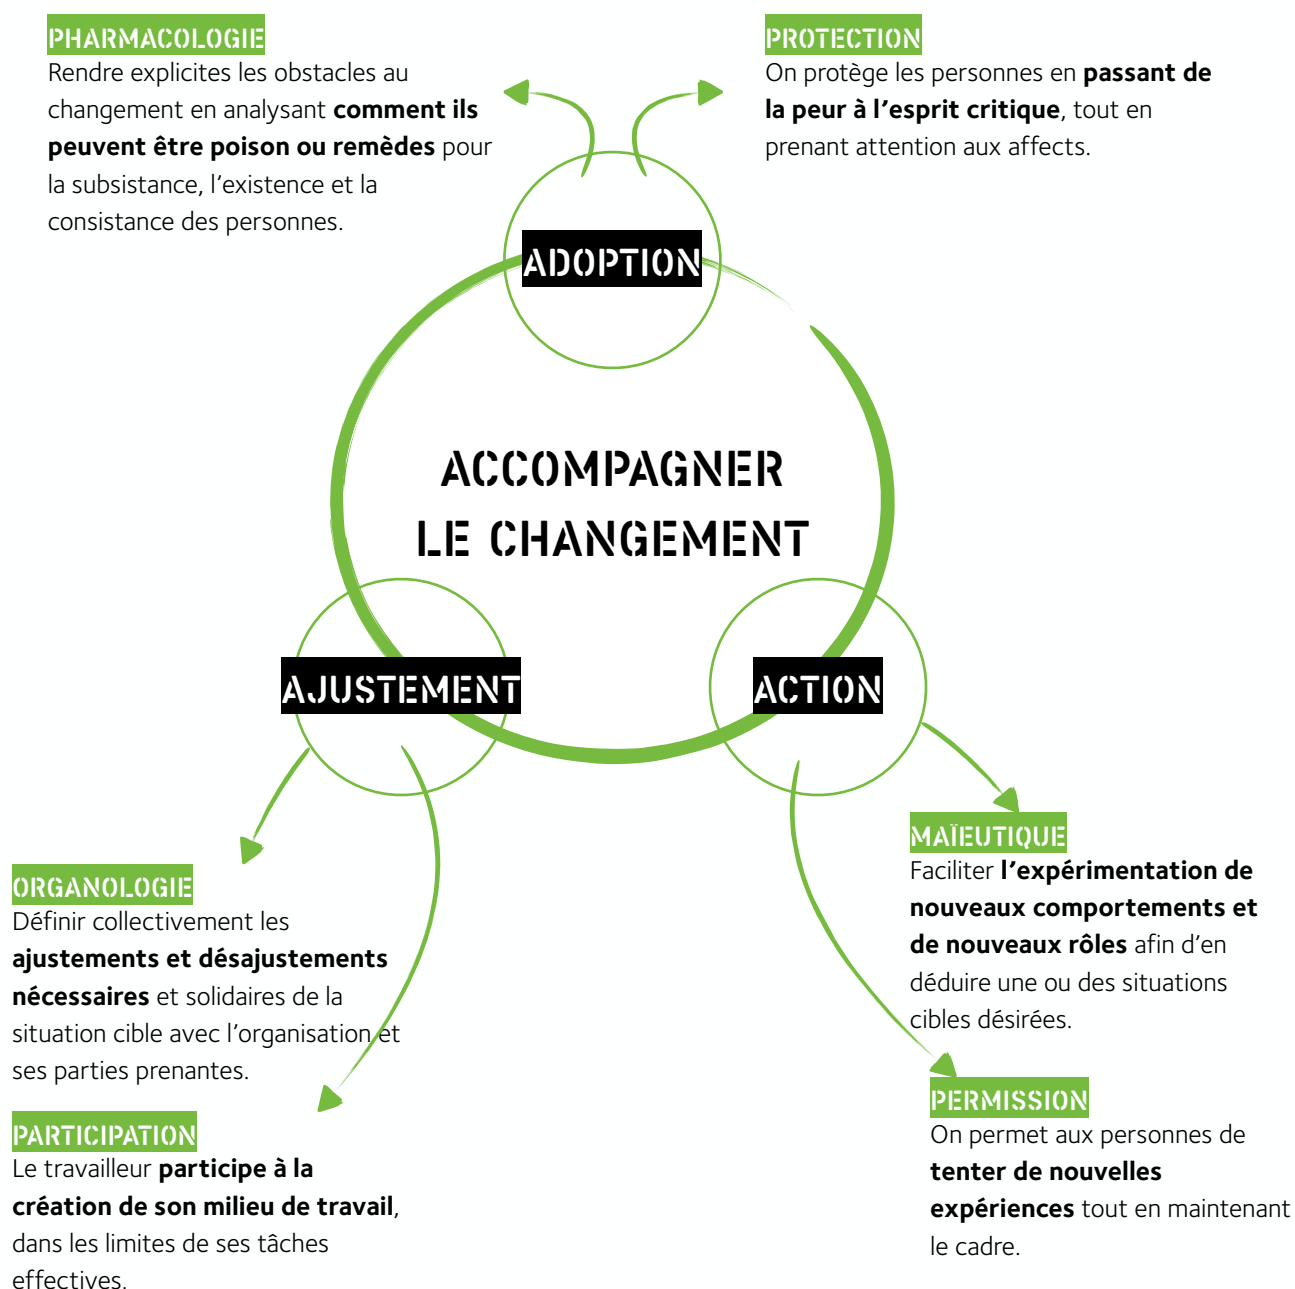 PHARMACOLOGIE
Rendre explicites les obstacles au
changement en analysant comment ils
peuvent être poison ou remèdes pour
la subsistance, l’existence et la
consistance des personnes.
PROTECTION
On protège les personnes en passant de
la peur à l’esprit critique, tout en
prenant attention aux affects.
ADOPTION
ACCOMPAGNER
LE CHANGEMENT
AJUSTEMENT
ACTION
ORGANOLOGIE
Définir collectivement les
ajustements et désajustements
nécessaires et solidaires de la
situation cible avec l’organisation et
ses parties prenantes.
PARTICIPATION
Le travailleur participe à la
création de son milieu de travail,
dans les limites de ses tâches
effectives.
MAÏEUTIQUE
Faciliter l’expérimentation de
nouveaux comportements et
de nouveaux rôles afin d’en
déduire une ou des situations
cibles désirées.
PERMISSION
On permet aux personnes de
tenter de nouvelles
expériences tout en maintenant
le cadre.